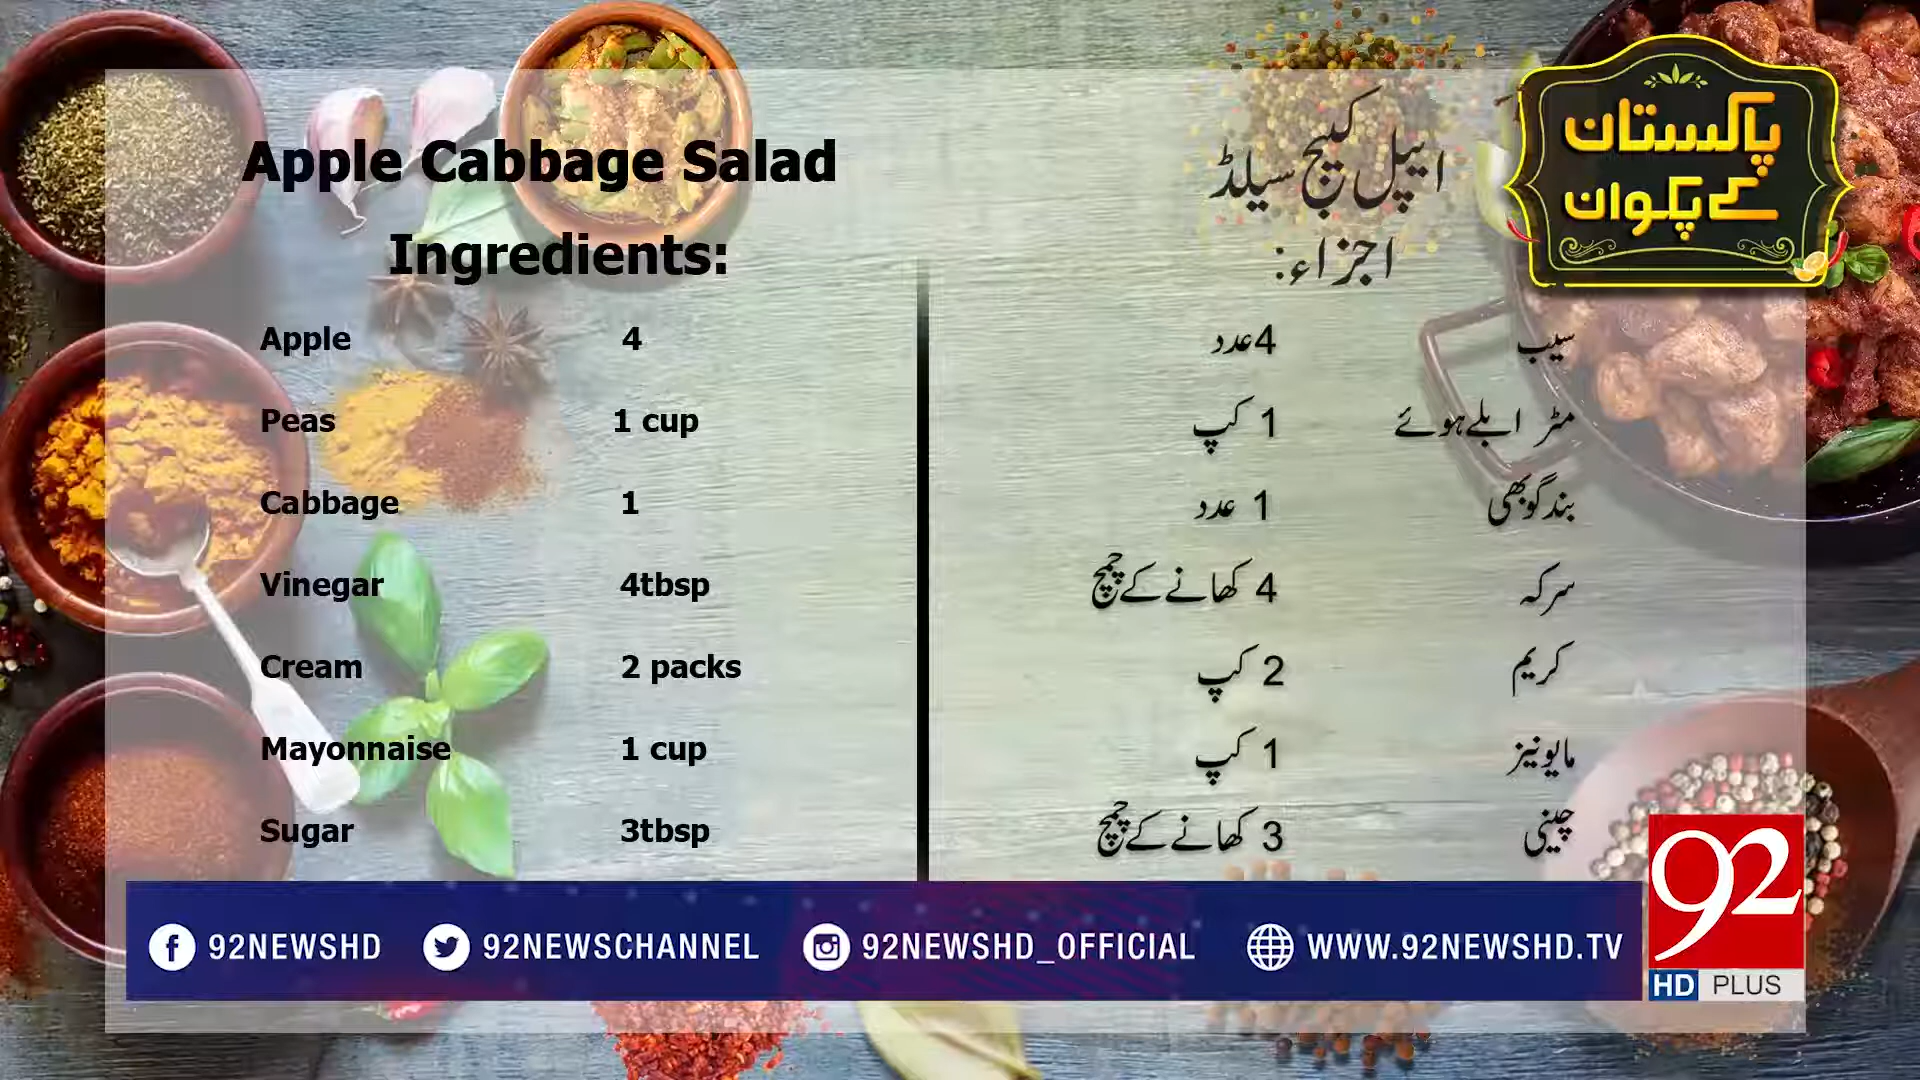 Apple Cabbage Salad
Ingredients:
Apple 4
Peas 1 cup
Cabbage 1
Vinegar 4tbsp
Cream 2 packs
Mayonnaise 1 cup
Sugar 3tbsp
ایپل کیبج سیلڈ
اجزاء:
سیب 4عدد
مٹر ابلے ہوئے 1 کپ
بند گوبھی 1 عدد
سرکہ 4 کھانے کے چمچ
کریم 2 کپ
مایونیز 1 کپ
چینی 3 کھانے کے چمچ
پاکستان
کے پکوان
92NEWSHD 92NEWSCHANNEL 92NEWSHD_OFFICIAL WWW.92NEWSHD.TV
92
HD PLUS